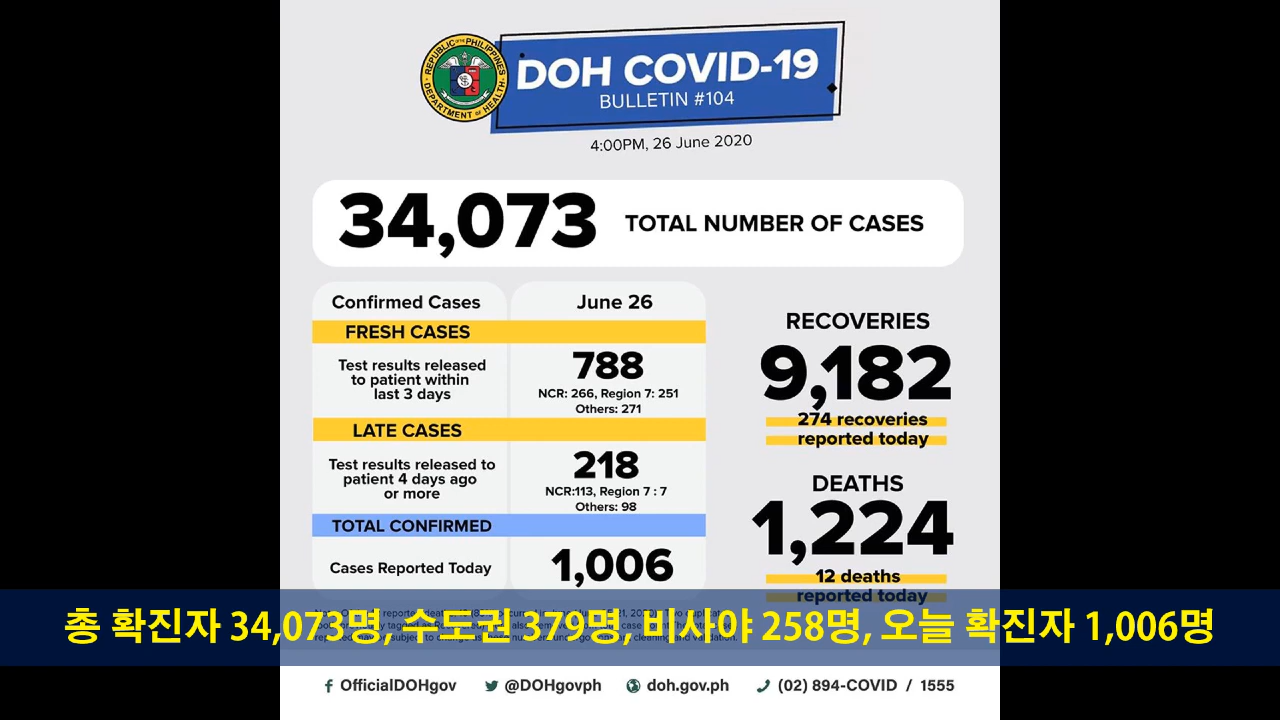 REPUBLIC OF THE PHILIPPINES
DEPARTMENT OF HEALTH
DOH COVID-19
BULLETIN #104
4:00PM, 26 June 2020
34,073 TOTAL NUMBER OF CASES
Confirmed Cases
June 26
FRESH CASES
Test results released
to patient within
last 3 days
788
NCR: 266, Region 7: 251
Others: 271
LATE CASES
Test results released to
patient 4 days ago
or more
218
NCR:113, Region 7 : 7
Others: 98
TOTAL CONFIRMED
Cases Reported Today
1,006
RECOVERIES
9,182
274 recoveries
reported today
DEATHS
1,224
12 deaths
reported today
총 확진자 34,073명, 수도권 379명, 비사야 258명, 오늘 확진자 1,006명
OfficialDOHgov
@DOHgovph
doh.gov.ph
(02) 894-COVID / 1555